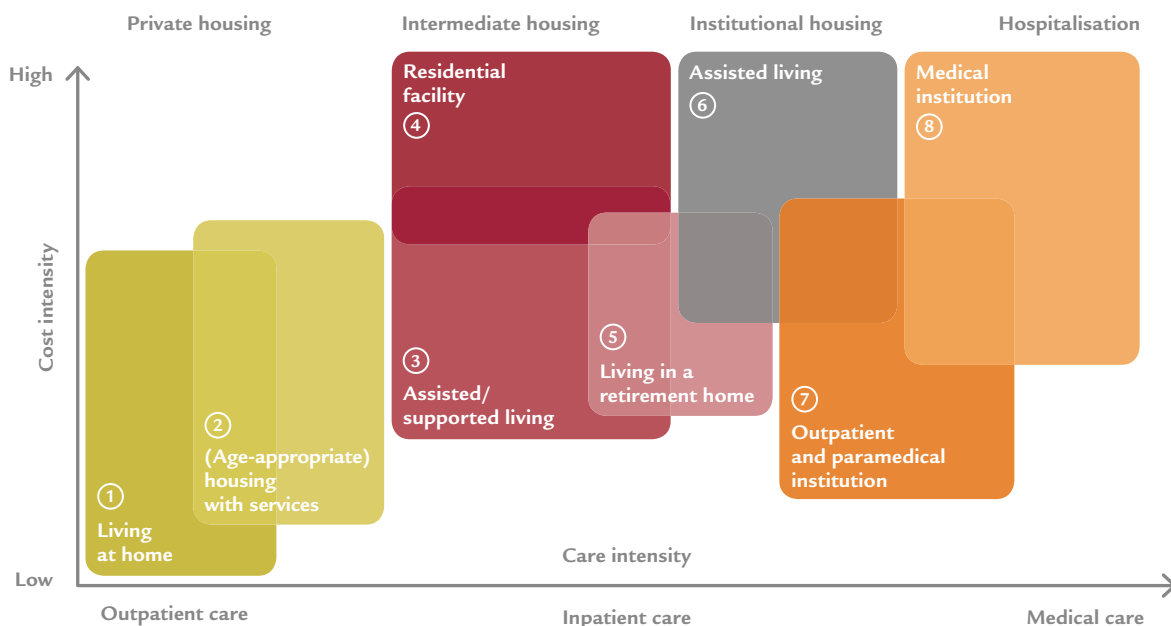 Private housing
Intermediate housing
Institutional housing
Hospitalisation
High
Cost intensity
Low
Residential
facility
4
Assisted living
6
Medical
institution
8
3
Assisted/
supported living
5
Living in a
retirement home
7
Outpatient
and paramedical
institution
2
(Age-appropriate)
housing
with services
1
Living
at home
Care intensity
Outpatient care
Inpatient care
Medical care